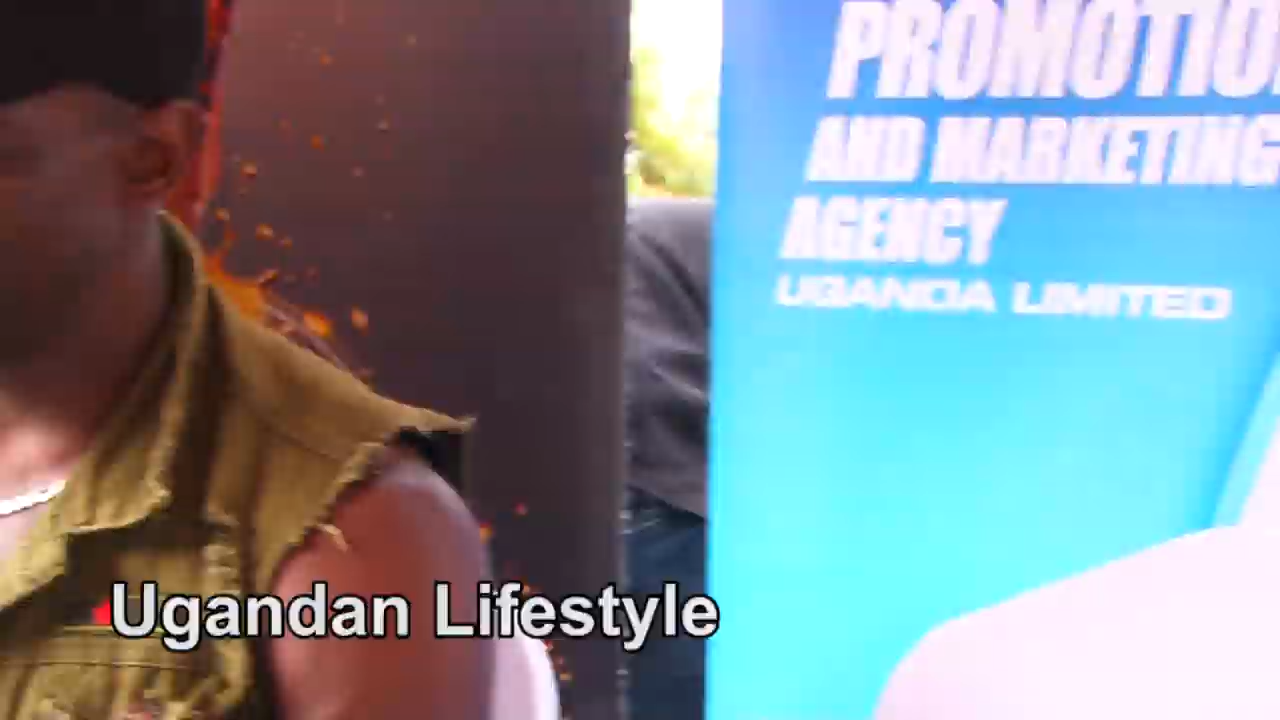 PROMOTIO
AND MARKETING
AGENCY
UGANDA LIMITED
Ugandan Lifestyle